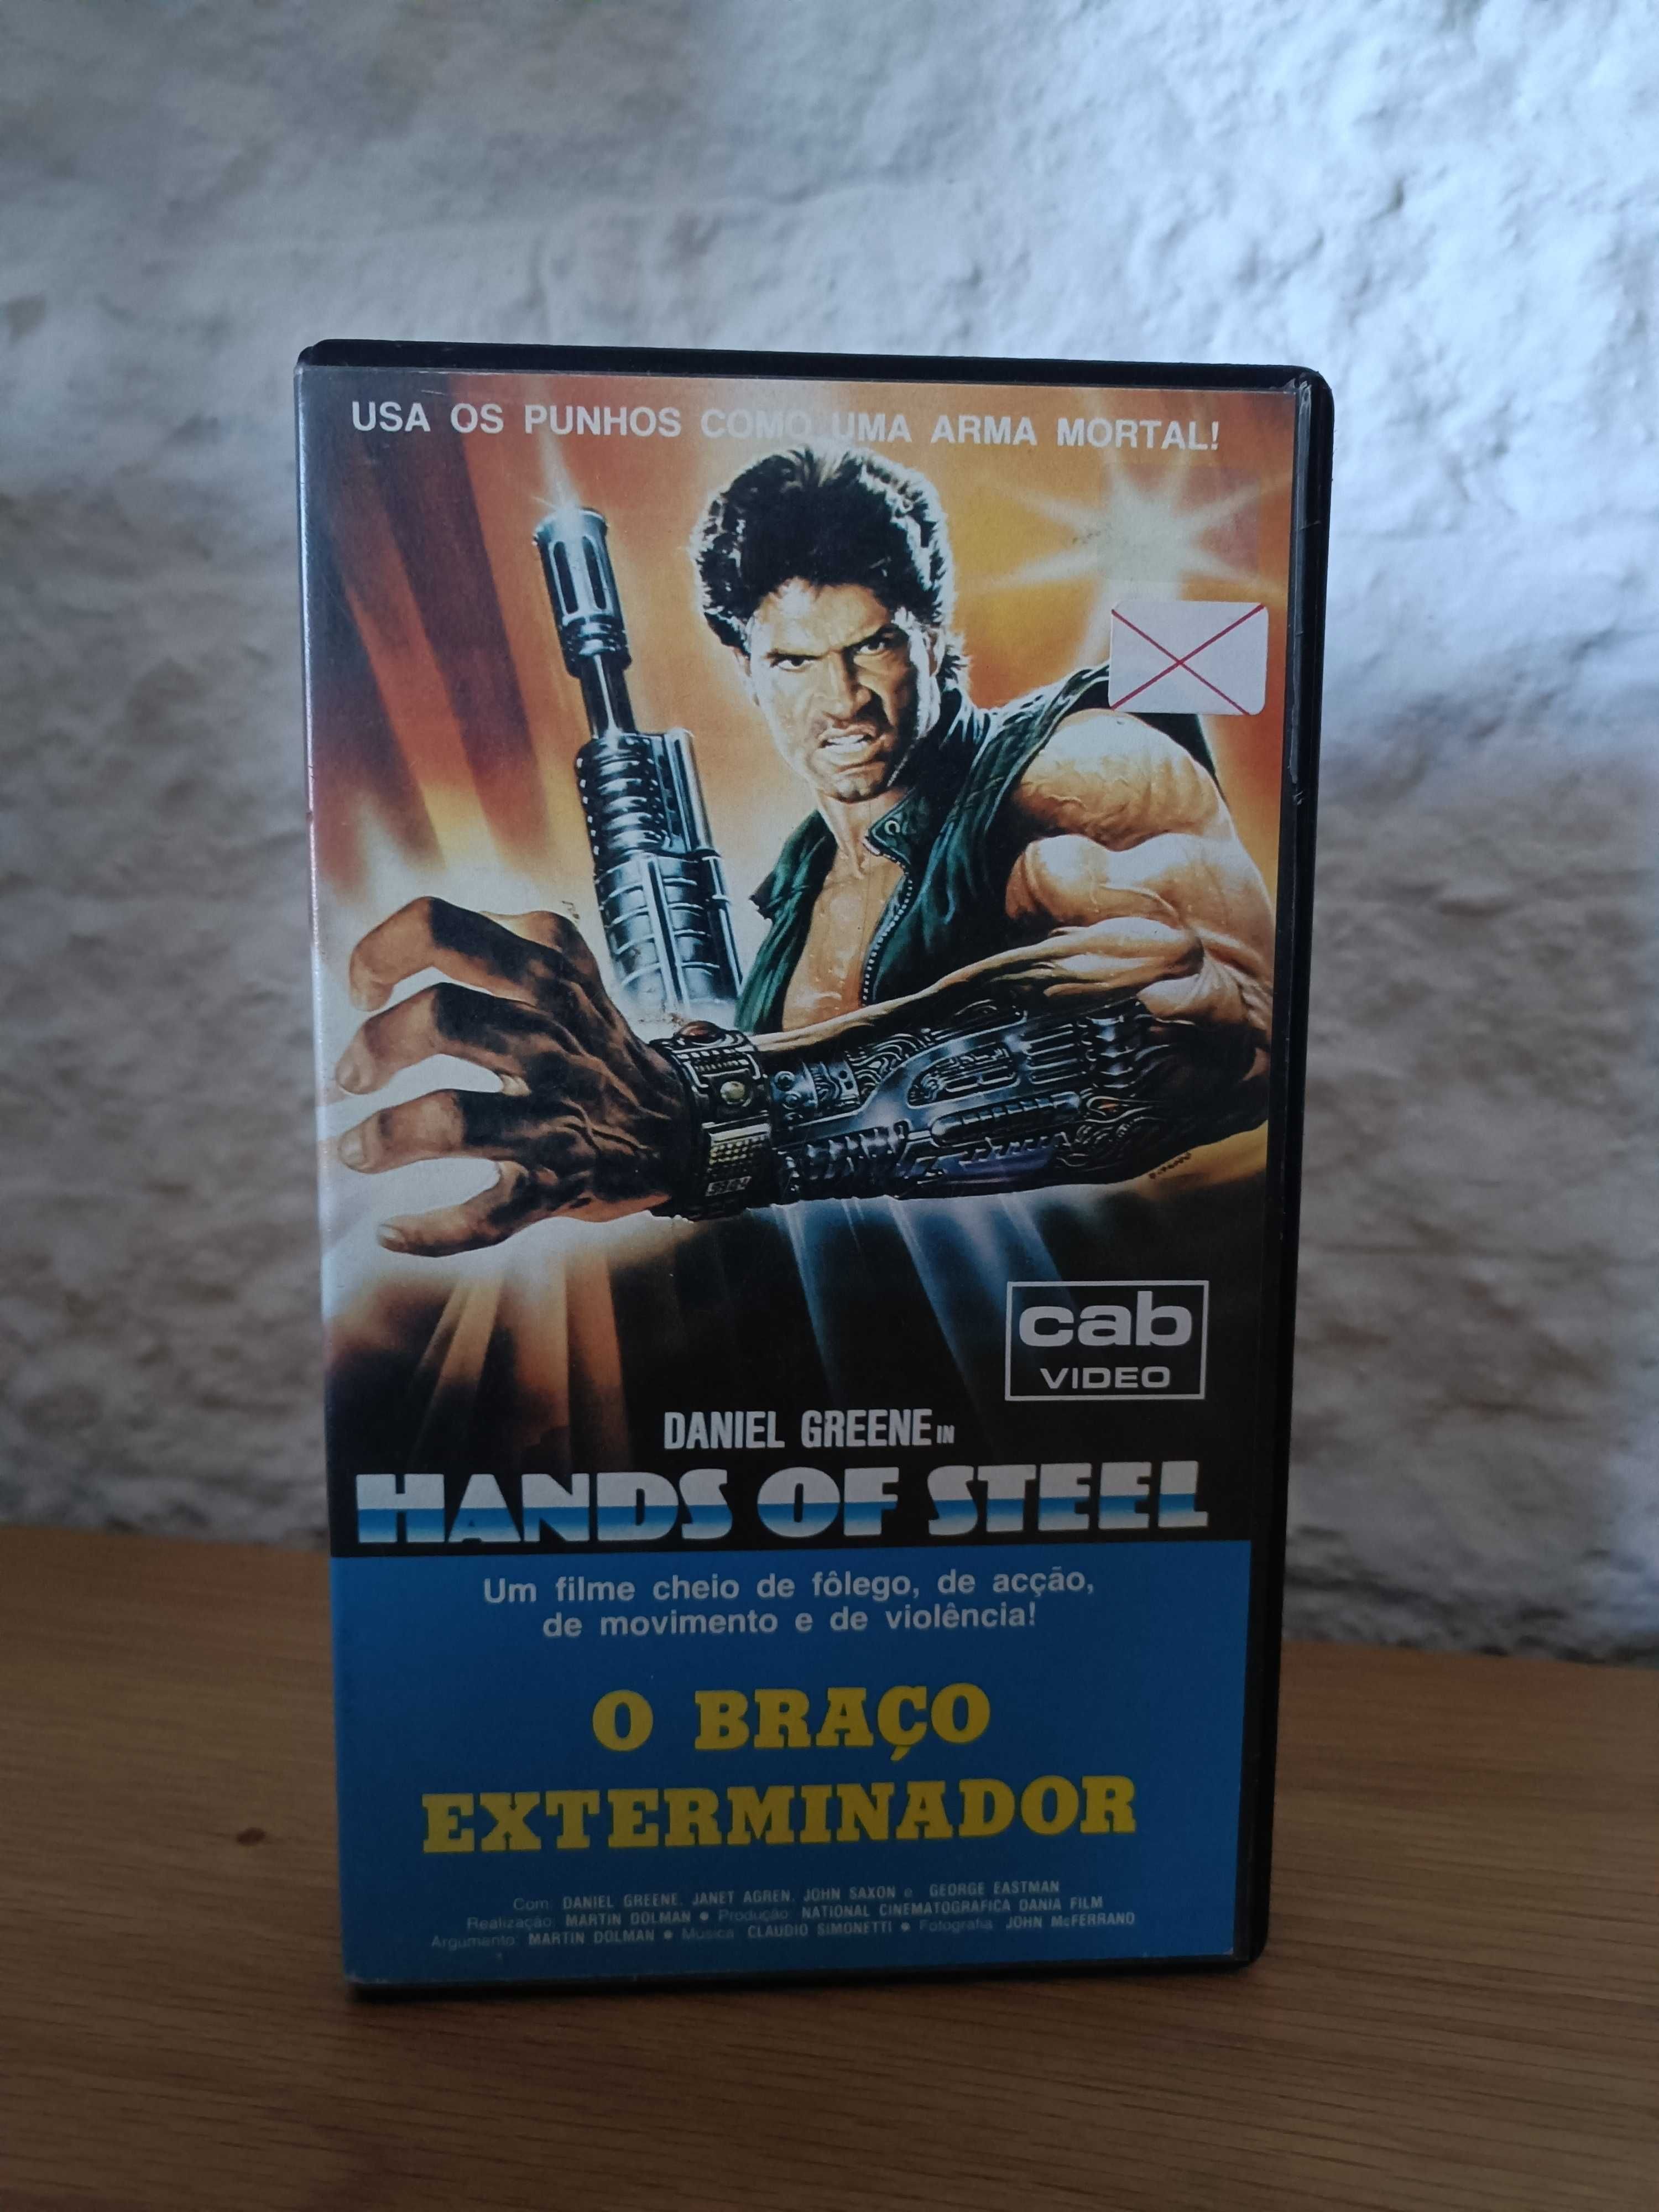 USA OS PUNHOS COMO UMA ARMA MORTAL!
cab
VIDEO
DANIEL GREENE IN
HANDS OF STEEL
Um filme cheio de fôlego, de acção,
de movimento e de violência!
O BRAÇO
EXTERMINADOR
Com: DANIEL GREENE, JANET AGREN, JOHN SAXON e GEORGE EASTMAN
Realização: MARTIN DOLMAN ● Produção: NATIONAL CINEMATOGRAFICA DANIA FILM
Argumento: MARTIN DOLMAN ● Música: CLAUDIO SIMONETTI ● Fotografia: JOHN McFERRANO